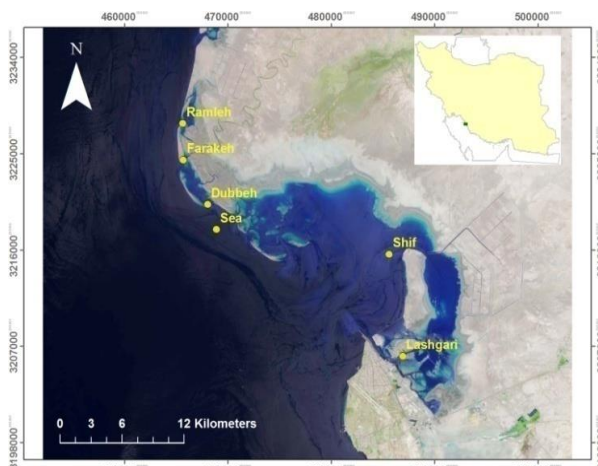 460000
470000
480000
490000
500000
3234000
3225000
3216000
3207000
3198000
N
Ramleh
Farakeh
Dubbeh
Sea
Shif
Lashgari
0 3 6 12 Kilometers